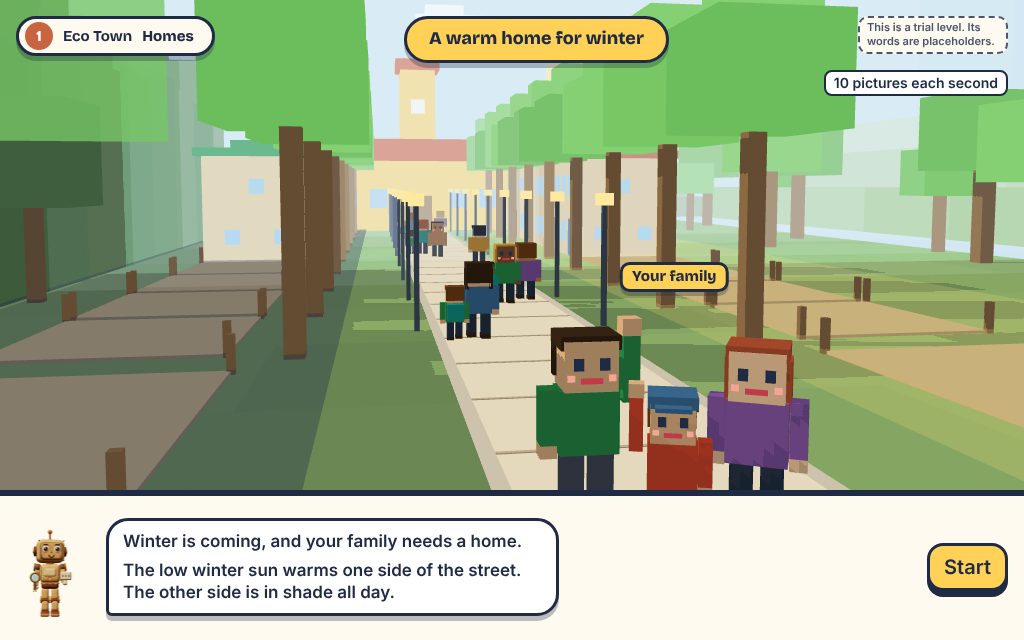 1 Eco Town Homes
A warm home for winter
This is a trial level. Its
words are placeholders.
10 pictures each second
Your family
Winter is coming, and your family needs a home.
The low winter sun warms one side of the street.
The other side is in shade all day.
Start